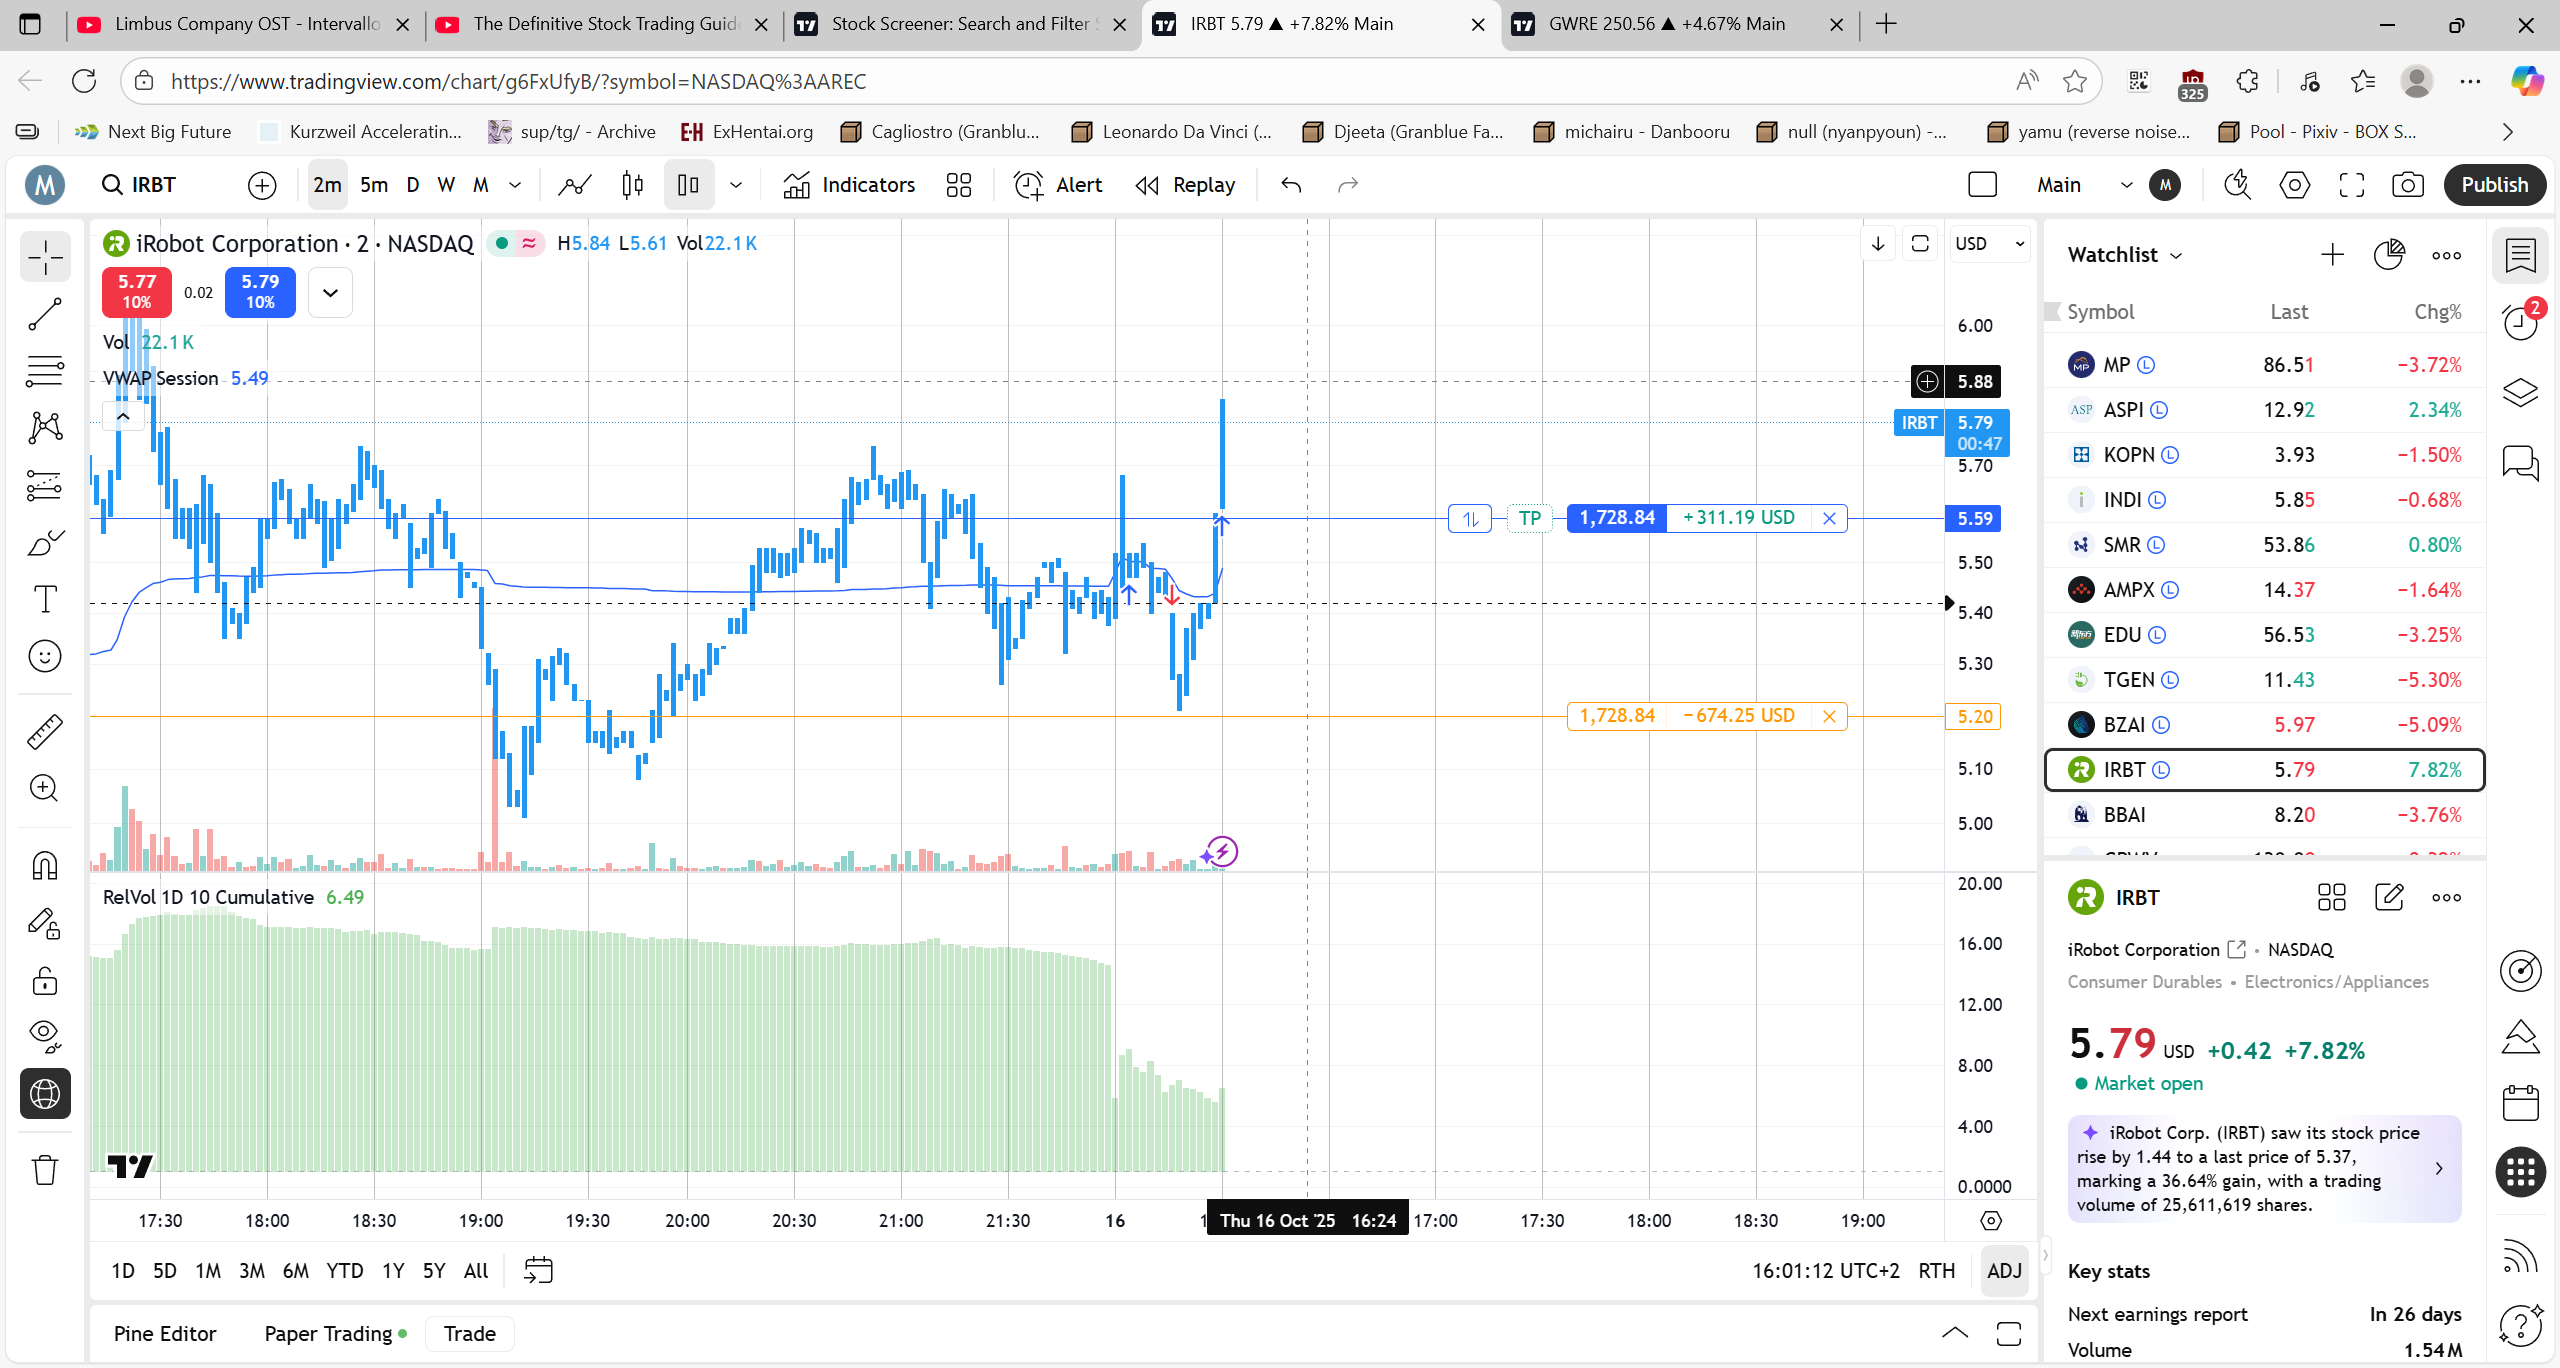 Limbus Company OST - Intervallo
The Definitive Stock Trading Guid
Stock Screener: Search and Filter S
IRBT 5.79 ▲ +7.82% Main
GWRE 250.56 ▲ +4.67% Main
https://www.tradingview.com/chart/g6FxUfyB/?symbol=NASDAQ%3AAREC
325
Next Big Future
Kurzweil Acceleratin...
sup/tg/ - Archive
E·H ExHentai.org
Cagliostro (Granblu...
Leonardo Da Vinci (...
Djeeta (Granblue Fa...
michairu - Danbooru
null (nyanpyoun) -...
yamu (reverse noise...
Pool - Pixiv - BOX S...
M
IRBT
2m 5m D W M
Indicators
Alert
Replay
Main
M
Publish
iRobot Corporation · 2 · NASDAQ
H5.84 L5.61 Vol22.1K
USD
5.77
10%
0.02
5.79
10%
Vol 22.1K
VWAP Session 5.49
6.00
5.88
IRBT 5.79
00:47
5.70
TP 1,728.84 +311.19 USD
5.59
5.50
5.40
5.30
1,728.84 −674.25 USD
5.20
5.10
5.00
RelVol 1D 10 Cumulative 6.49
20.00
16.00
12.00
8.00
4.00
0.0000
17:30 18:00 18:30 19:00 19:30 20:00 20:30 21:00 21:30 16 Thu 16 Oct '25 16:24 17:00 17:30 18:00 18:30 19:00
1D 5D 1M 3M 6M YTD 1Y 5Y All
16:01:12 UTC+2 RTH ADJ
Pine Editor Paper Trading Trade
Watchlist
Symbol Last Chg%
MP L 86.51 −3.72%
ASP ASPI L 12.92 2.34%
KOPN L 3.93 −1.50%
INDI L 5.85 −0.68%
SMR L 53.86 0.80%
AMPX L 14.37 −1.64%
EDU L 56.53 −3.25%
TGEN L 11.43 −5.30%
BZAI L 5.97 −5.09%
IRBT L 5.79 7.82%
BBAI 8.20 −3.76%
2
IRBT
iRobot Corporation · NASDAQ
Consumer Durables • Electronics/Appliances
5.79 USD +0.42 +7.82%
Market open
iRobot Corp. (IRBT) saw its stock price
rise by 1.44 to a last price of 5.37,
marking a 36.64% gain, with a trading
volume of 25,611,619 shares.
Key stats
Next earnings report In 26 days
Volume 1.54M